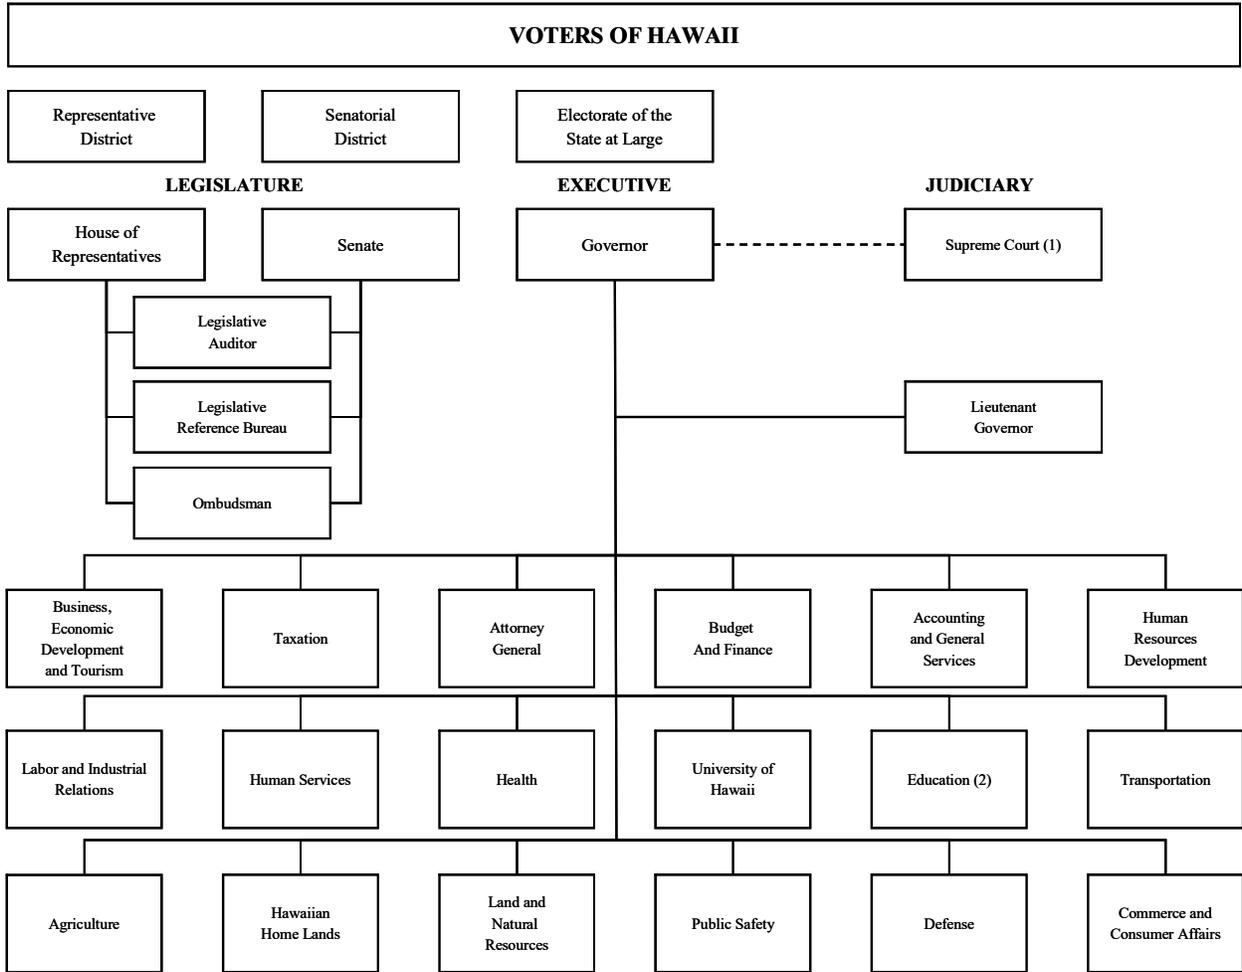 VOTERS OF HAWAII
Representative
District
Senatorial
District
Electorate of the
State at Large
LEGISLATURE
EXECUTIVE
JUDICIARY
House of
Representatives
Senate
Governor
Supreme Court (1)
Legislative
Auditor
Legislative
Reference Bureau
Lieutenant
Governor
Ombudsman
Business,
Economic
Development
and Tourism
Taxation
Attorney
General
Budget
And Finance
Accounting
and General
Services
Human
Resources
Development
Labor and Industrial
Relations
Human Services
Health
University of
Hawaii
Education (2)
Transportation
Agriculture
Hawaiian
Home Lands
Land and
Natural
Resources
Public Safety
Defense
Commerce and
Consumer Affairs